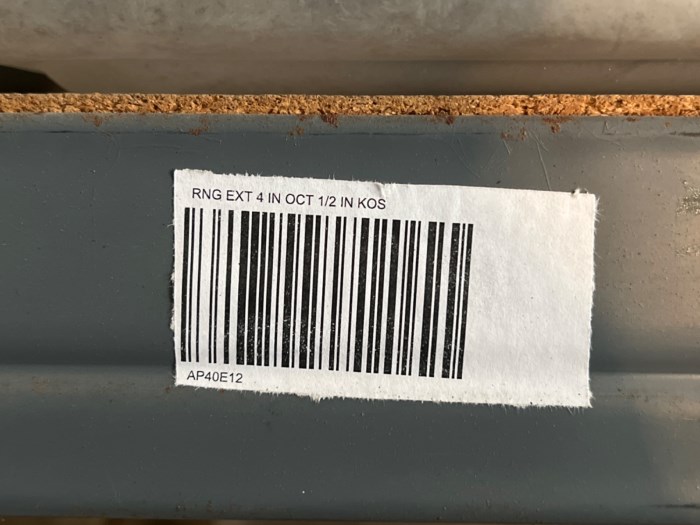 RNG EXT 4 IN OCT 1/2 IN KOS
AP40E12